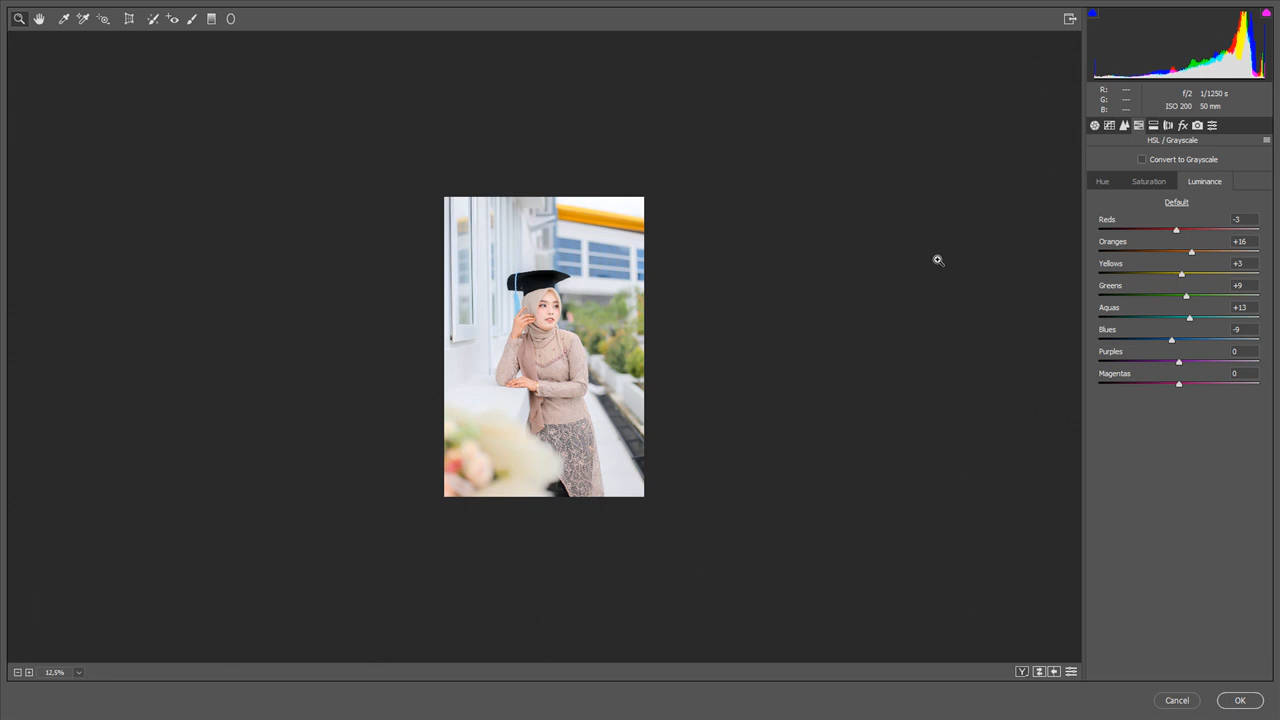 R: ---
G: ---
B: ---
f/2 1/1250 s
ISO 200 50 mm
fx
HSL / Grayscale
Convert to Grayscale
Hue Saturation Luminance
Default
Reds -3
Oranges +16
Yellows +3
Greens +9
Aquas +13
Blues -9
Purples 0
Magentas 0
12,5%
Y
Cancel OK